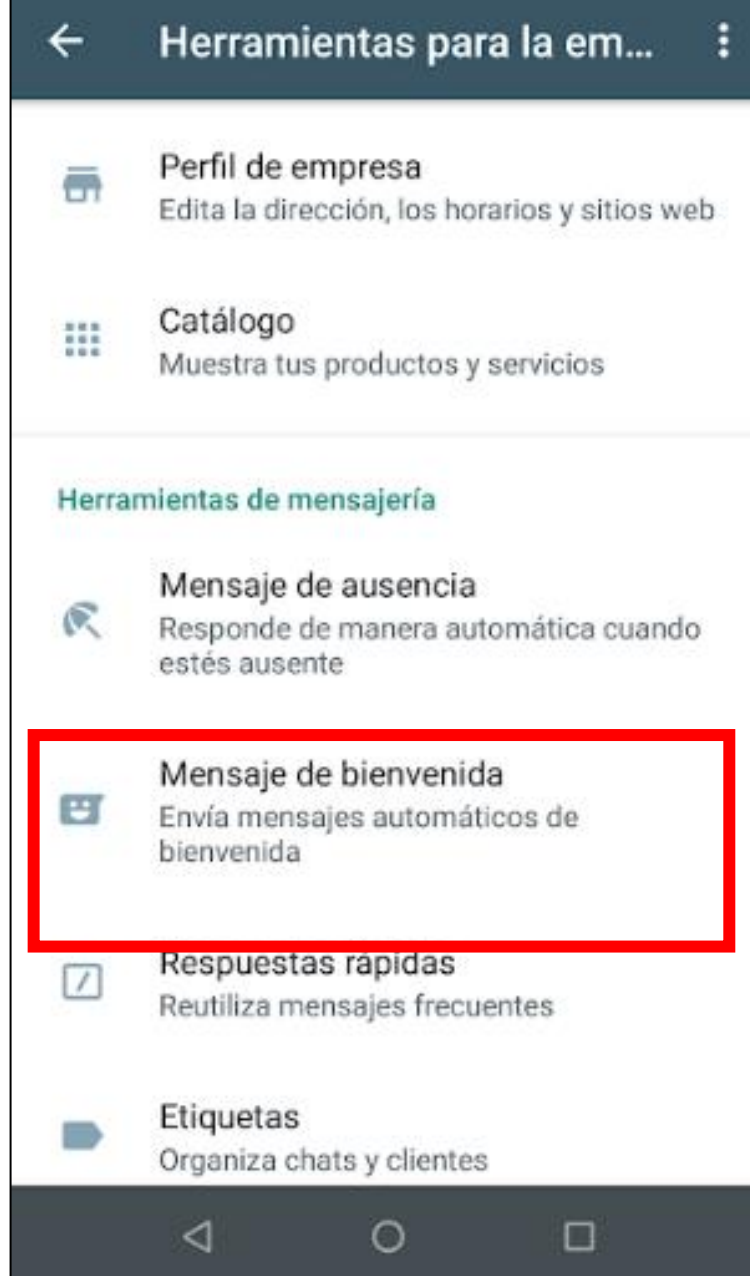 Herramientas para la em...
Perfil de empresa
Edita la dirección, los horarios y sitios web
Catálogo
Muestra tus productos y servicios
Herramientas de mensajería
Mensaje de ausencia
Responde de manera automática cuando
estés ausente
Mensaje de bienvenida
Envía mensajes automáticos de
bienvenida
Respuestas rápidas
Reutiliza mensajes frecuentes
Etiquetas
Organiza chats y clientes